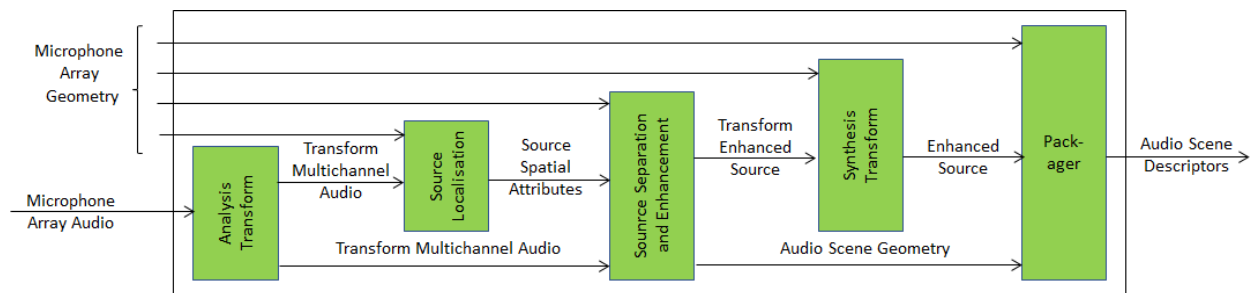 Microphone
Array
Geometry
Microphone
Array Audio
Analysis
Transform
Transform
Multichannel
Audio
Source
Localisation
Source
Spatial
Attributes
Transform Multichannel Audio
Sounrce Separation
and Enhancement
Transform
Enhanced
Source
Synthesis
Transform
Enhanced
Source
Audio Scene Geometry
Pack-
ager
Audio Scene
Descriptors